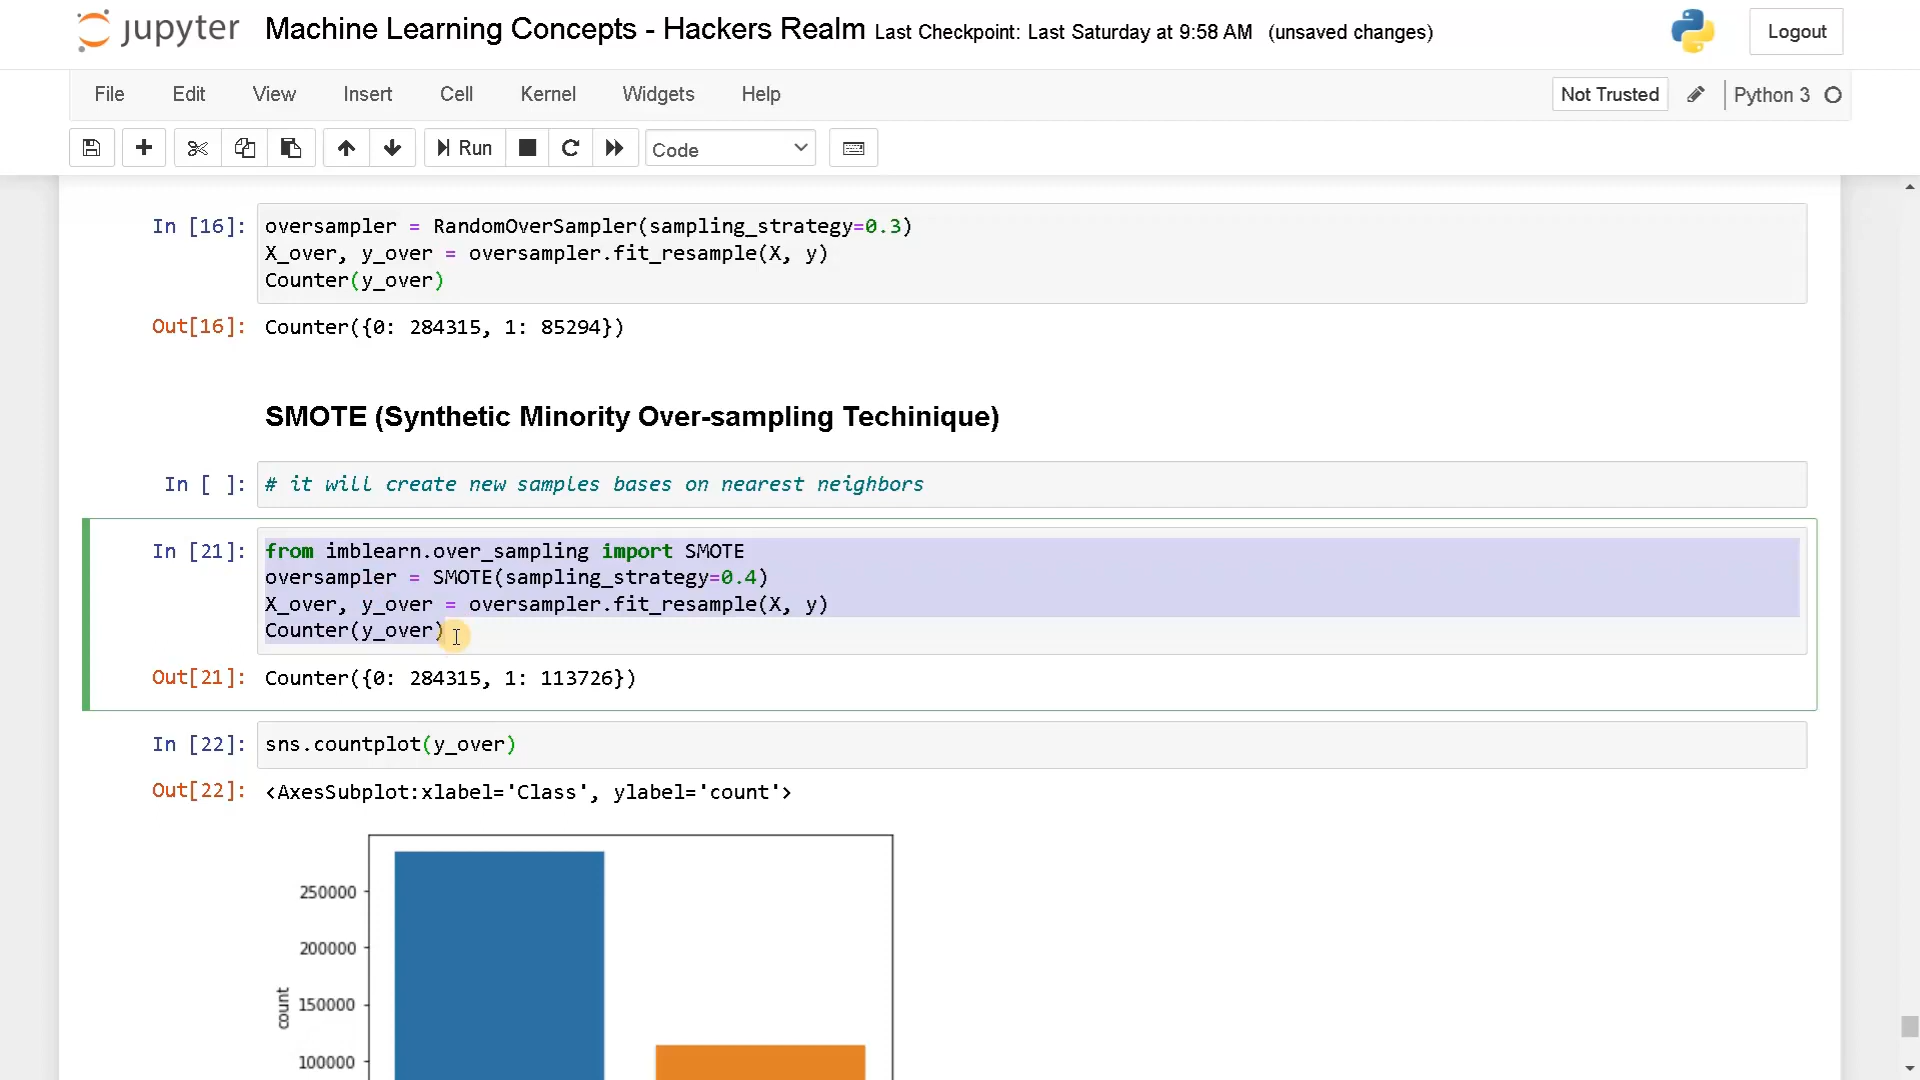 jupyter Machine Learning Concepts - Hackers Realm Last Checkpoint: Last Saturday at 9:58 AM (unsaved changes) Logout
File Edit View Insert Cell Kernel Widgets Help Not Trusted Python 3
Run Code
In [16]: oversampler = RandomOverSampler(sampling_strategy=0.3)
X_over, y_over = oversampler.fit_resample(X, y)
Counter(y_over)
Out[16]: Counter({0: 284315, 1: 85294})
SMOTE (Synthetic Minority Over-sampling Techinique)
In [ ]: # it will create new samples bases on nearest neighbors
In [21]: from imblearn.over_sampling import SMOTE
oversampler = SMOTE(sampling_strategy=0.4)
X_over, y_over = oversampler.fit_resample(X, y)
Counter(y_over)
Out[21]: Counter({0: 284315, 1: 113726})
In [22]: sns.countplot(y_over)
Out[22]: <AxesSubplot:xlabel='Class', ylabel='count'>
250000
200000
150000
100000
count